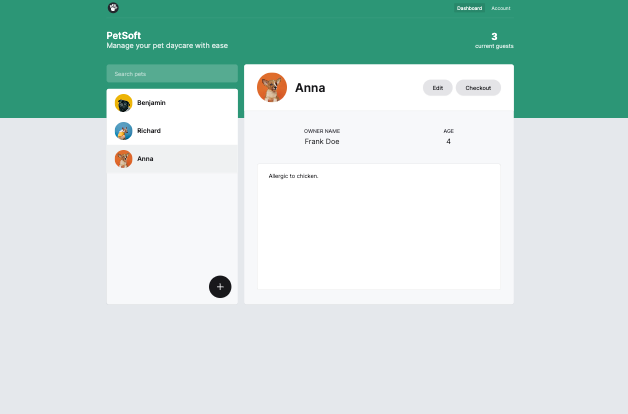 Dashboard
Account
PetSoft
Manage your pet daycare with ease
3
current guests
Search pets
Benjamin
Richard
Anna
Anna
Edit
Checkout
OWNER NAME
Frank Doe
AGE
4
Allergic to chicken.